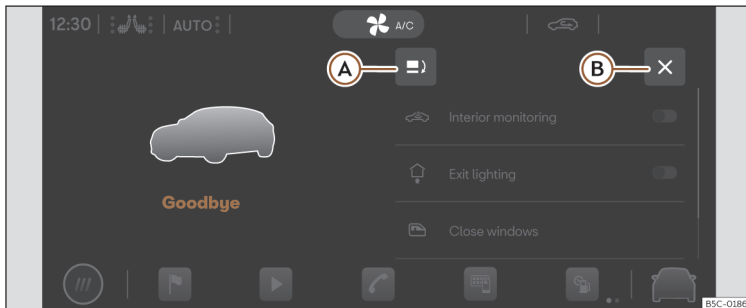 12:30 AUTO A/C
A B
Interior monitoring
Exit lighting
Goodbye
Close windows
B5C-0186